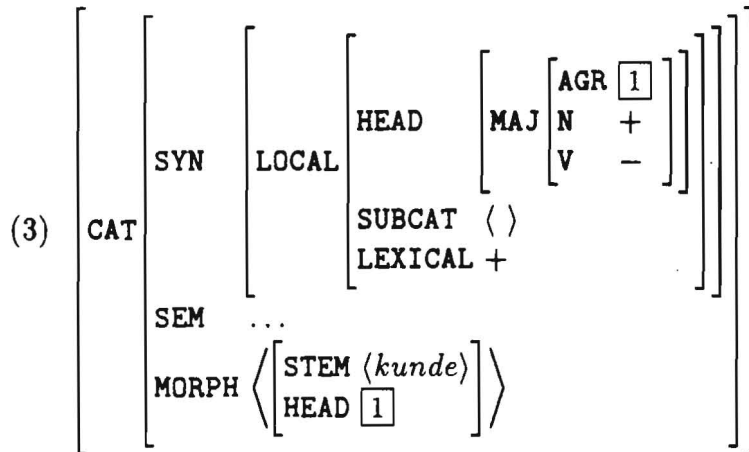 AGR 1
HEAD MAJ N +
SYN LOCAL V −
(3) CAT SUBCAT ⟨ ⟩
LEXICAL +
SEM ...
MORPH ⟨ STEM ⟨kunde⟩
HEAD 1 ⟩